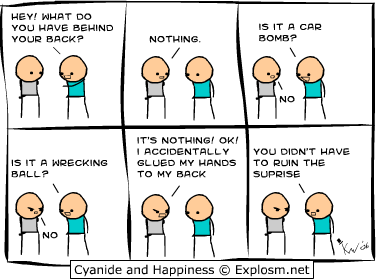 HEY! WHAT DO
YOU HAVE BEHIND
YOUR BACK?
NOTHING.
IS IT A CAR
BOMB?
NO
IS IT A WRECKING
BALL?
NO
IT'S NOTHING! OK!
I ACCIDENTALLY
GLUED MY HANDS
TO MY BACK
YOU DIDN'T HAVE
TO RUIN THE
SUPRISE
Cyanide and Happiness © Explosm.net